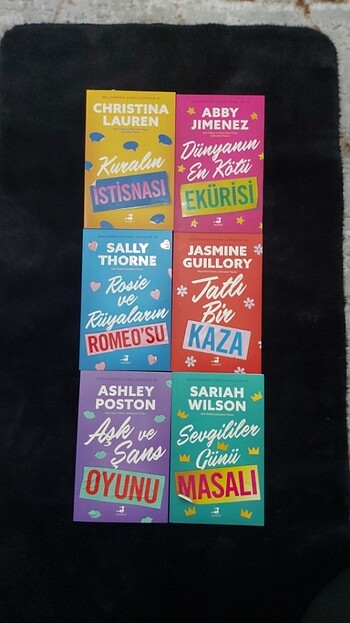 CHRISTINA
LAUREN
Kuralın
İSTİSNASI
ABBY
JIMENEZ
Dünyanın
En Kötü
EKÜRİSİ
SALLY
THORNE
Rosie
ve
Rüyaların
ROMEO'SU
JASMINE
GUILLORY
Tatlı
Bir
KAZA
ASHLEY
POSTON
Aşk ve
Şans
OYUNU
SARIAH
WILSON
Sevgililer
Günü
MASALI